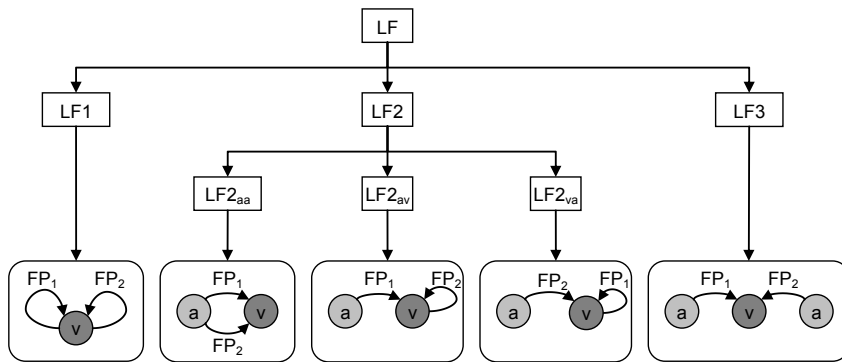 LF
LF1
LF2
LF3
LF2aa
LF2av
LF2va
FP1 FP2
v
FP1
a v
FP2
FP1 FP2
a v
FP2 FP1
a v
FP1 FP2
a v a